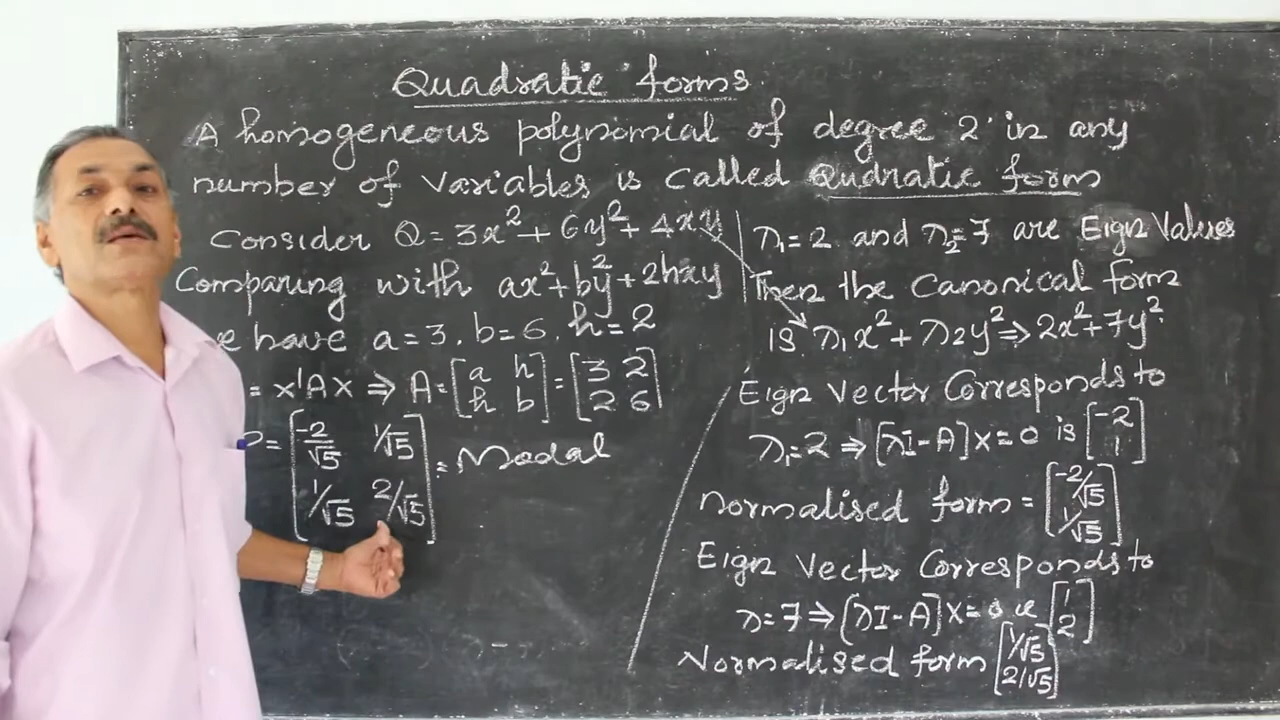 Quadratic forms.
A homogeneous polynomial of degree '2' in any
number of variables is called Qudratic form
Consider Q = 3x² + 6y² + 4xy
Comparing with ax² + by² + 2hxy
e have a = 3, b = 6, h = 2
= x'Ax ⇒ A = [a h; h b] = [3 2; 2 6]
P = [-2/√5 1/√5; 1/√5 2/√5] = Modal
λ₁ = 2 and λ₂ = 7 are Eign Values
Then the Canonical form
is λ₁x² + λ2y² ⇒ 2x² + 7y²
Eign Vector Corresponds to
λ₁ = 2 ⇒ [λI - A]X = 0 is [-2; 1]
normalised form = [-2/√5; 1/√5]
Eign Vector Corresponds to
λ = 7 ⇒ [λI - A]X = 0 is [1; 2]
Normalised form [1/√5; 2/√5]